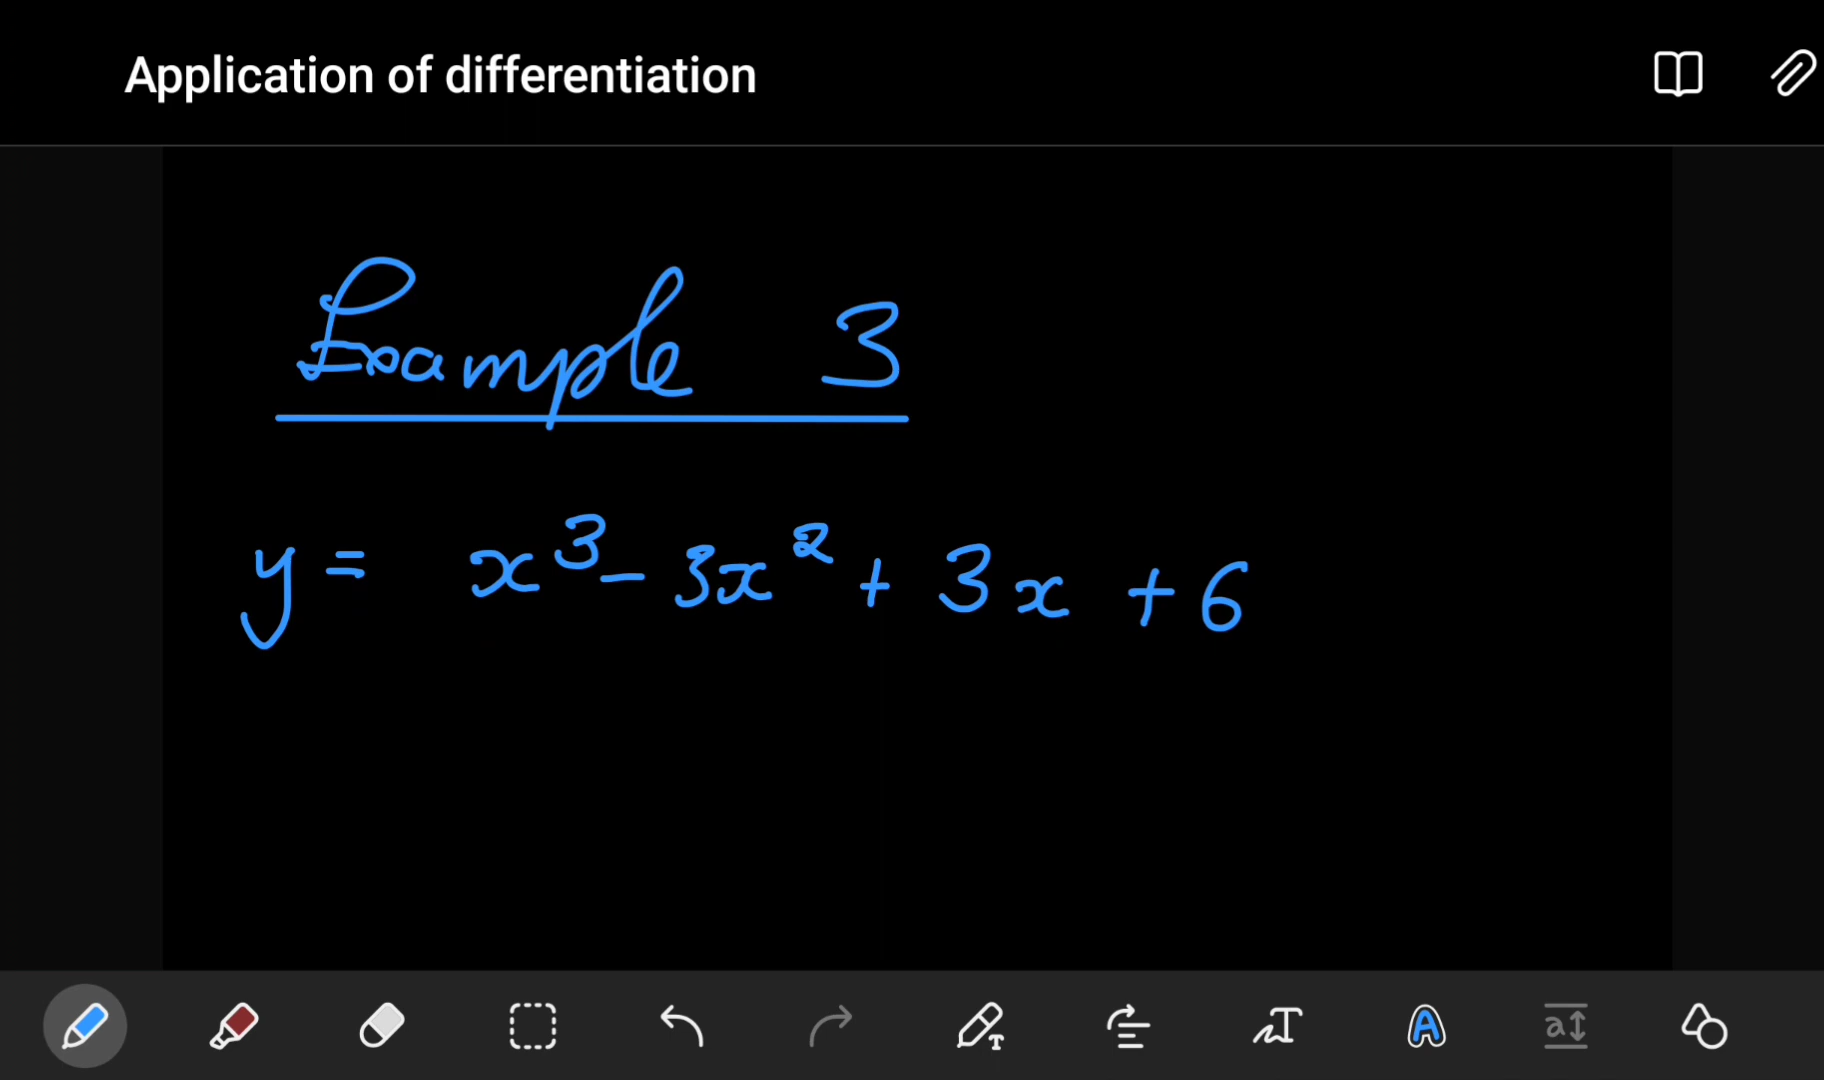 Application of differentiation
Example 3
y = x³ - 3x² + 3x + 6